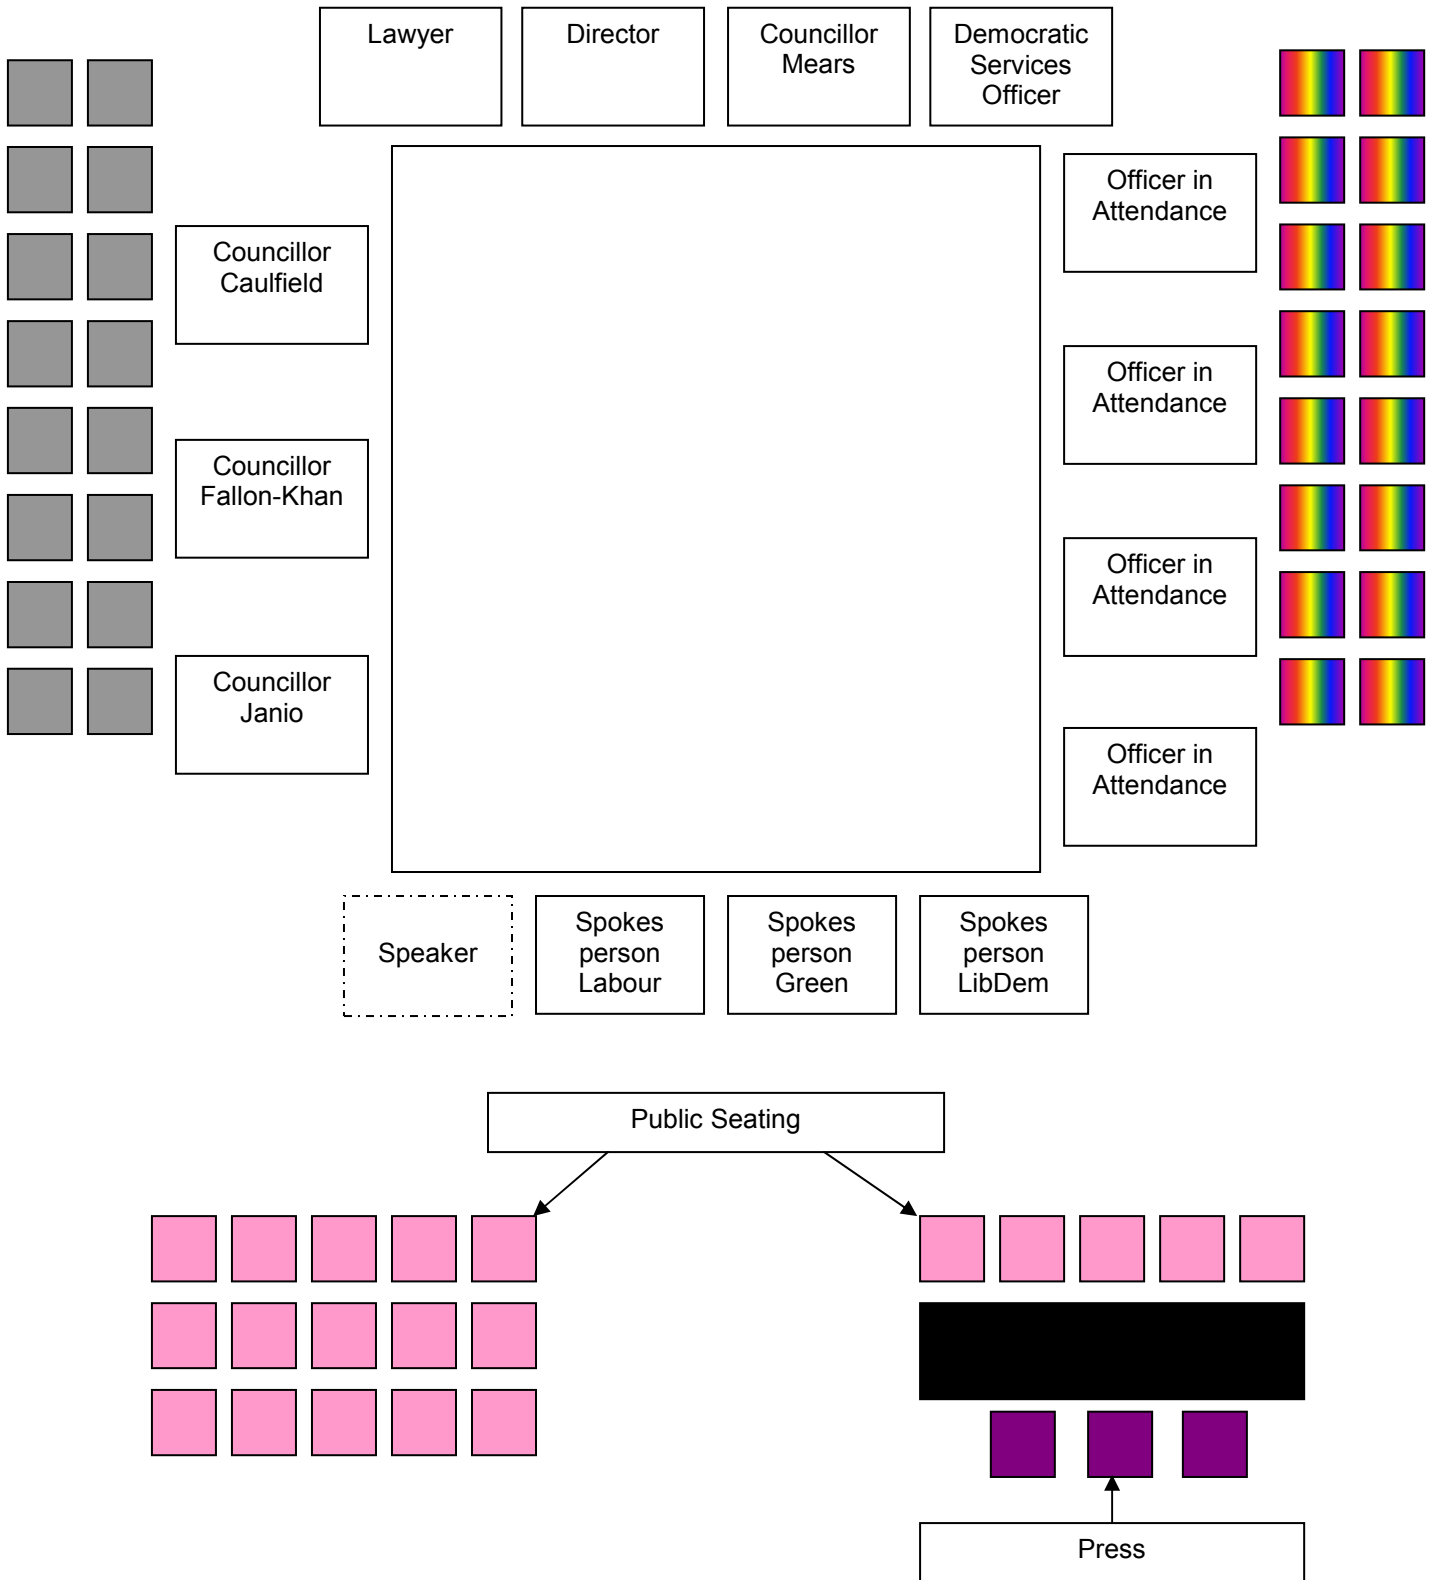 Lawyer
Director
Councillor
Mears
Democratic
Services
Officer
Officer in
Attendance
Councillor
Caulfield
Officer in
Attendance
Councillor
Fallon-Khan
Officer in
Attendance
Councillor
Janio
Officer in
Attendance
Speaker
Spokes
person
Labour
Spokes
person
Green
Spokes
person
LibDem
Public Seating
Press